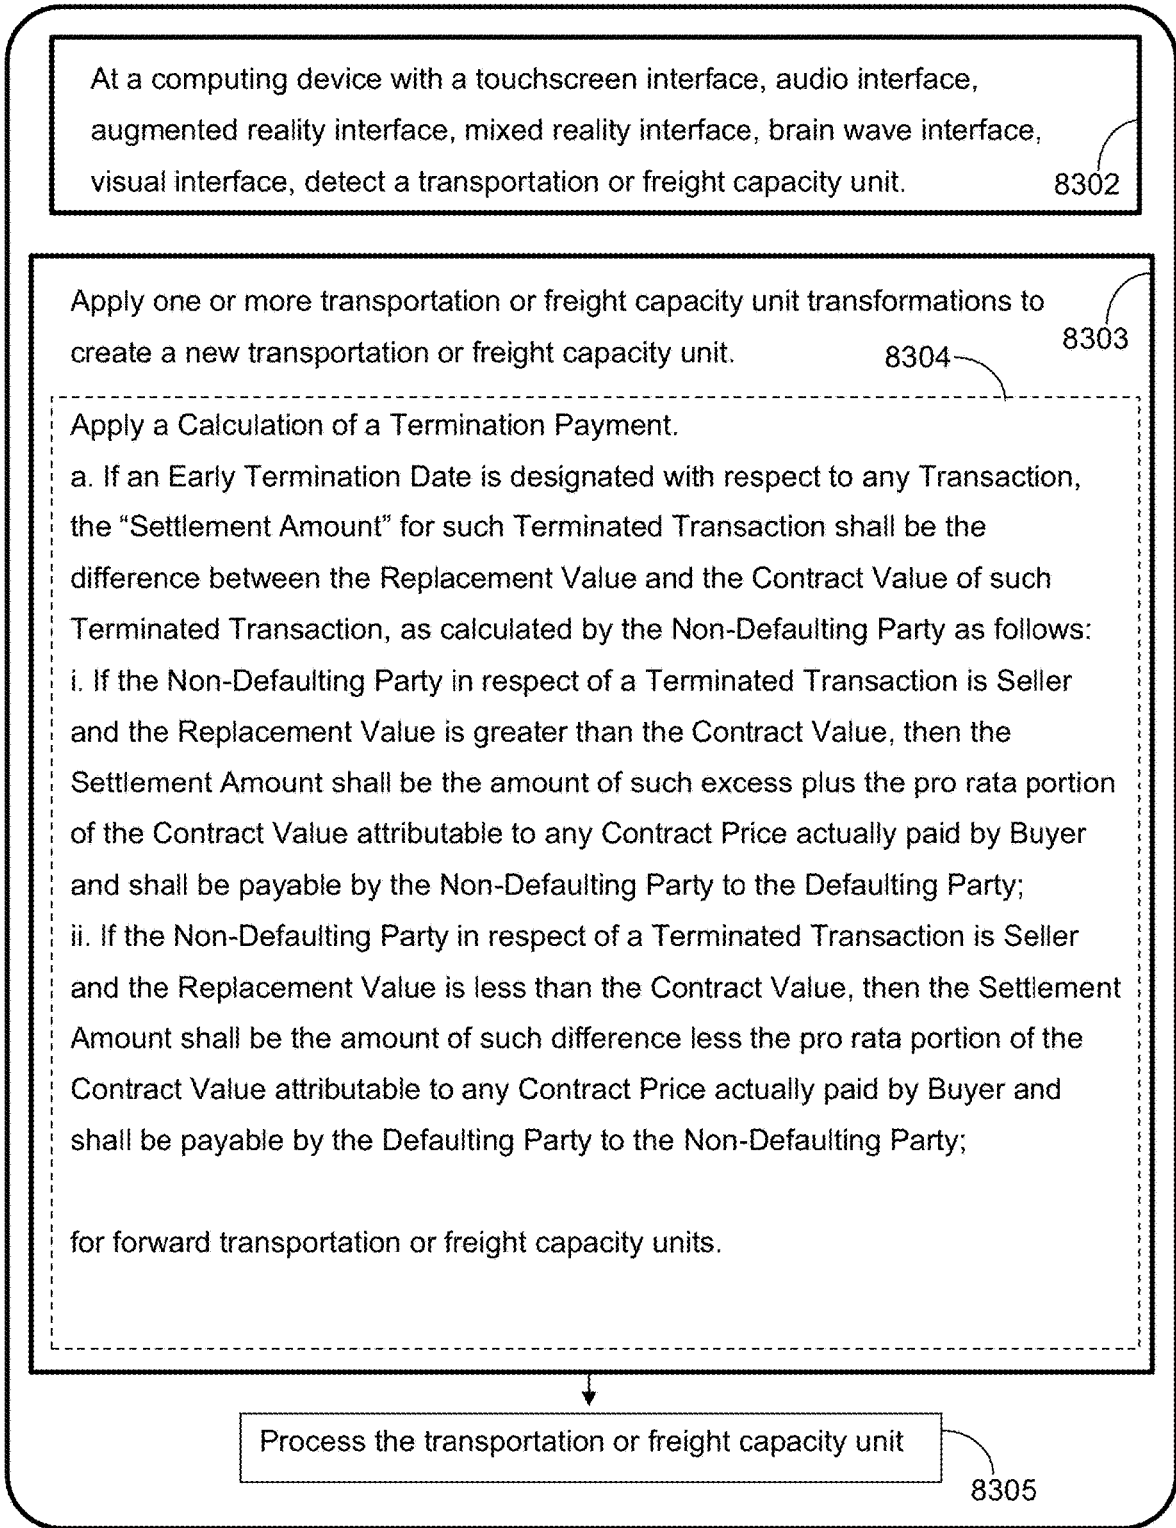 At a computing device with a touchscreen interface, audio interface,
augmented reality interface, mixed reality interface, brain wave interface,
visual interface, detect a transportation or freight capacity unit.
8302
Apply one or more transportation or freight capacity unit transformations to
8303
create a new transportation or freight capacity unit.
8304
Apply a Calculation of a Termination Payment.
a. If an Early Termination Date is designated with respect to any Transaction,
the “Settlement Amount” for such Terminated Transaction shall be the
difference between the Replacement Value and the Contract Value of such
Terminated Transaction, as calculated by the Non-Defaulting Party as follows:
i. If the Non-Defaulting Party in respect of a Terminated Transaction is Seller
and the Replacement Value is greater than the Contract Value, then the
Settlement Amount shall be the amount of such excess plus the pro rata portion
of the Contract Value attributable to any Contract Price actually paid by Buyer
and shall be payable by the Non-Defaulting Party to the Defaulting Party;
ii. If the Non-Defaulting Party in respect of a Terminated Transaction is Seller
and the Replacement Value is less than the Contract Value, then the Settlement
Amount shall be the amount of such difference less the pro rata portion of the
Contract Value attributable to any Contract Price actually paid by Buyer and
shall be payable by the Defaulting Party to the Non-Defaulting Party;
for forward transportation or freight capacity units.
Process the transportation or freight capacity unit
8305